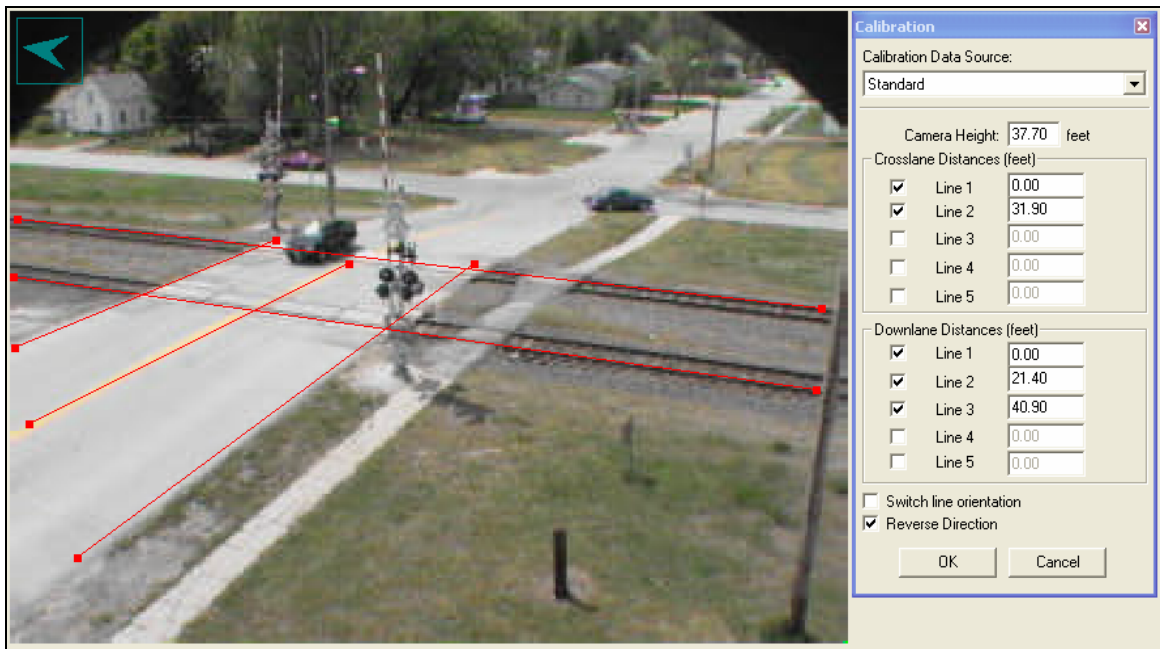 Calibration
Calibration Data Source:
Standard
Camera Height: 37.70 feet
Crosslane Distances (feet)
Line 1 0.00
Line 2 31.90
Line 3 0.00
Line 4 0.00
Line 5 0.00
Downlane Distances (feet)
Line 1 0.00
Line 2 21.40
Line 3 40.90
Line 4 0.00
Line 5 0.00
Switch line orientation
Reverse Direction
OK Cancel